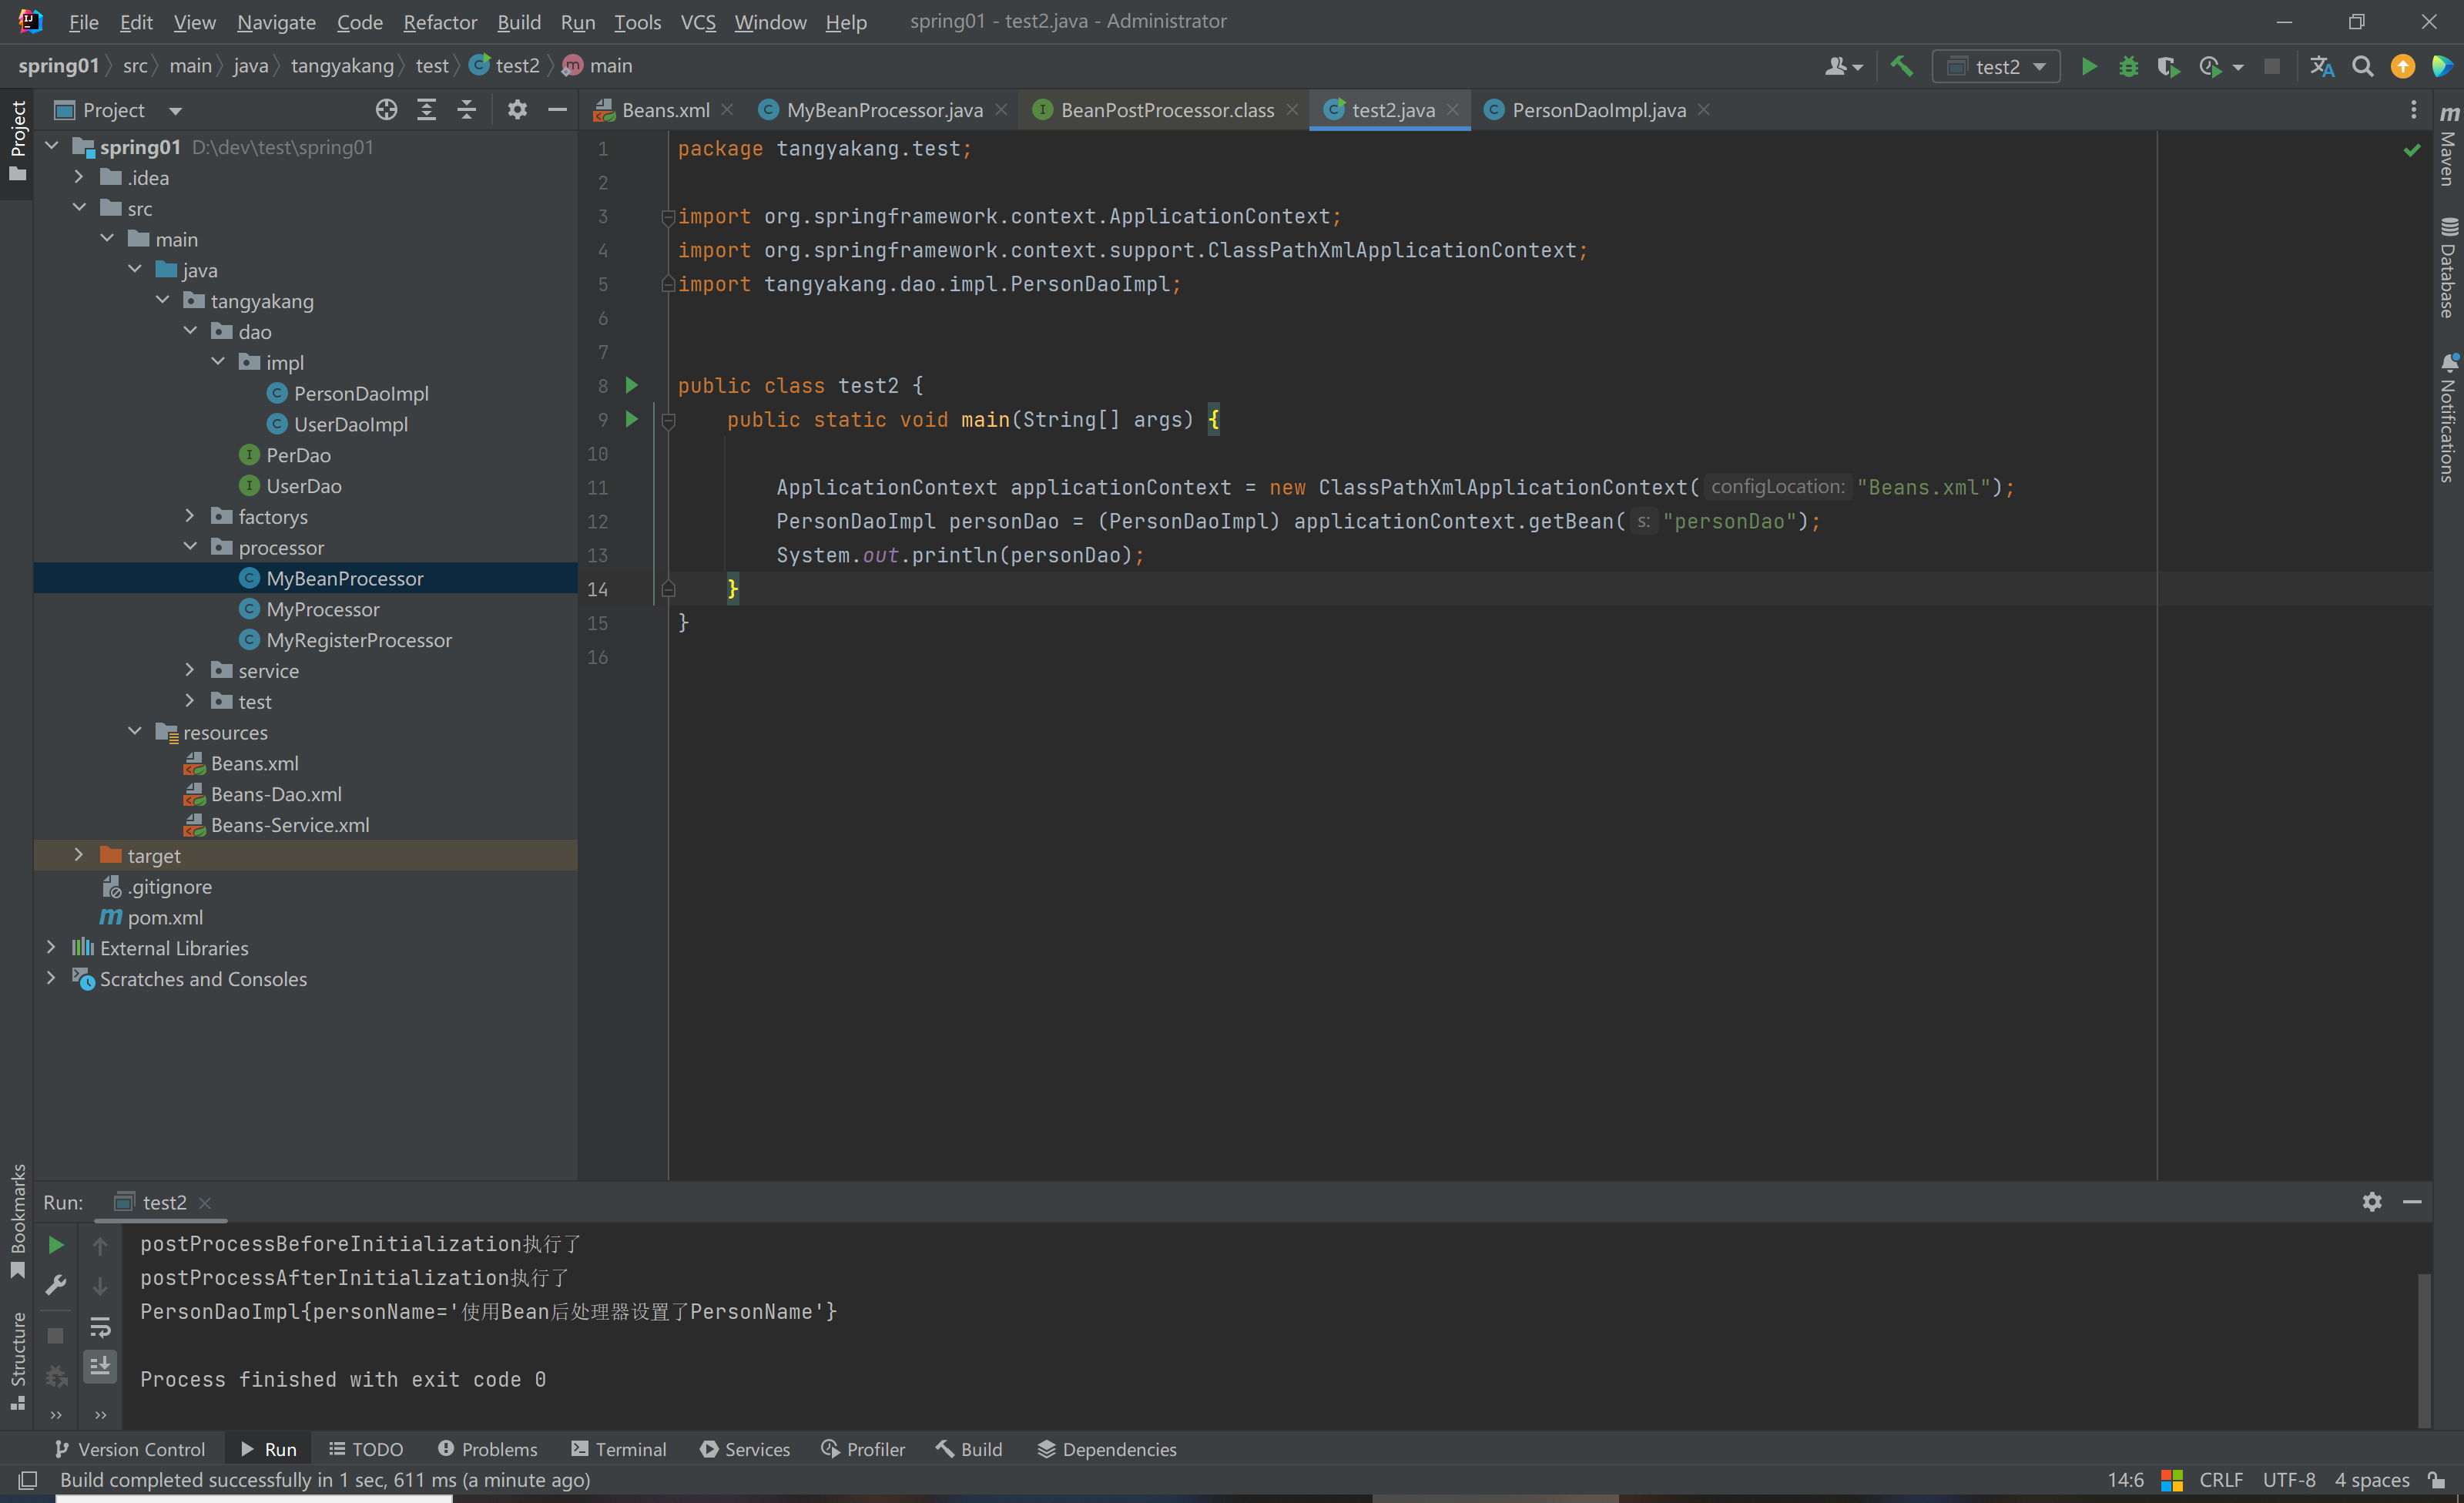 File Edit View Navigate Code Refactor Build Run Tools VCS Window Help spring01 - test2.java - Administrator
spring01 src main java tangyakang test test2 main test2
Project
Beans.xml MyBeanProcessor.java BeanPostProcessor.class test2.java PersonDaoImpl.java
Project
spring01 D:\dev\test\spring01
.idea
src
main
java
tangyakang
dao
impl
PersonDaoImpl
UserDaoImpl
PerDao
UserDao
factorys
processor
MyBeanProcessor
MyProcessor
MyRegisterProcessor
service
test
resources
Beans.xml
Beans-Dao.xml
Beans-Service.xml
target
.gitignore
pom.xml
External Libraries
Scratches and Consoles
Bookmarks
Structure
1 package tangyakang.test;
2
3 import org.springframework.context.ApplicationContext;
4 import org.springframework.context.support.ClassPathXmlApplicationContext;
5 import tangyakang.dao.impl.PersonDaoImpl;
6
7
8 public class test2 {
9 public static void main(String[] args) {
10
11 ApplicationContext applicationContext = new ClassPathXmlApplicationContext( configLocation: "Beans.xml");
12 PersonDaoImpl personDao = (PersonDaoImpl) applicationContext.getBean( s: "personDao");
13 System.out.println(personDao);
14 }
15 }
16
Maven
Database
Notifications
Run: test2
postProcessBeforeInitialization执行了
postProcessAfterInitialization执行了
PersonDaoImpl{personName='使用Bean后处理器设置了PersonName'}
Process finished with exit code 0
Version Control Run TODO Problems Terminal Services Profiler Build Dependencies
Build completed successfully in 1 sec, 611 ms (a minute ago) 14:6 CRLF UTF-8 4 spaces